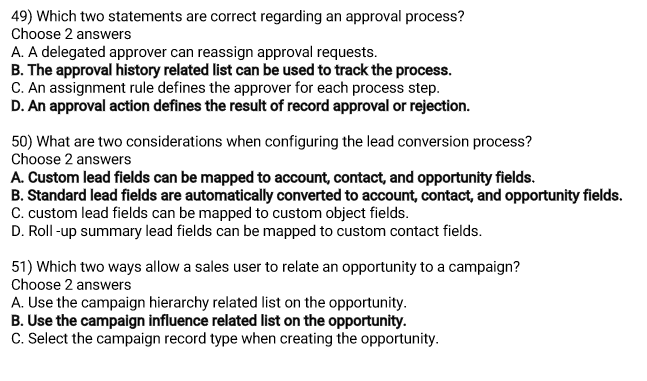 49) Which two statements are correct regarding an approval process?
Choose 2 answers
A. A delegated approver can reassign approval requests.
B. The approval history related list can be used to track the process.
C. An assignment rule defines the approver for each process step.
D. An approval action defines the result of record approval or rejection.
50) What are two considerations when configuring the lead conversion process?
Choose 2 answers
A. Custom lead fields can be mapped to account, contact, and opportunity fields.
B. Standard lead fields are automatically converted to account, contact, and opportunity fields.
C. custom lead fields can be mapped to custom object fields.
D. Roll -up summary lead fields can be mapped to custom contact fields.
51) Which two ways allow a sales user to relate an opportunity to a campaign?
Choose 2 answers
A. Use the campaign hierarchy related list on the opportunity.
B. Use the campaign influence related list on the opportunity.
C. Select the campaign record type when creating the opportunity.